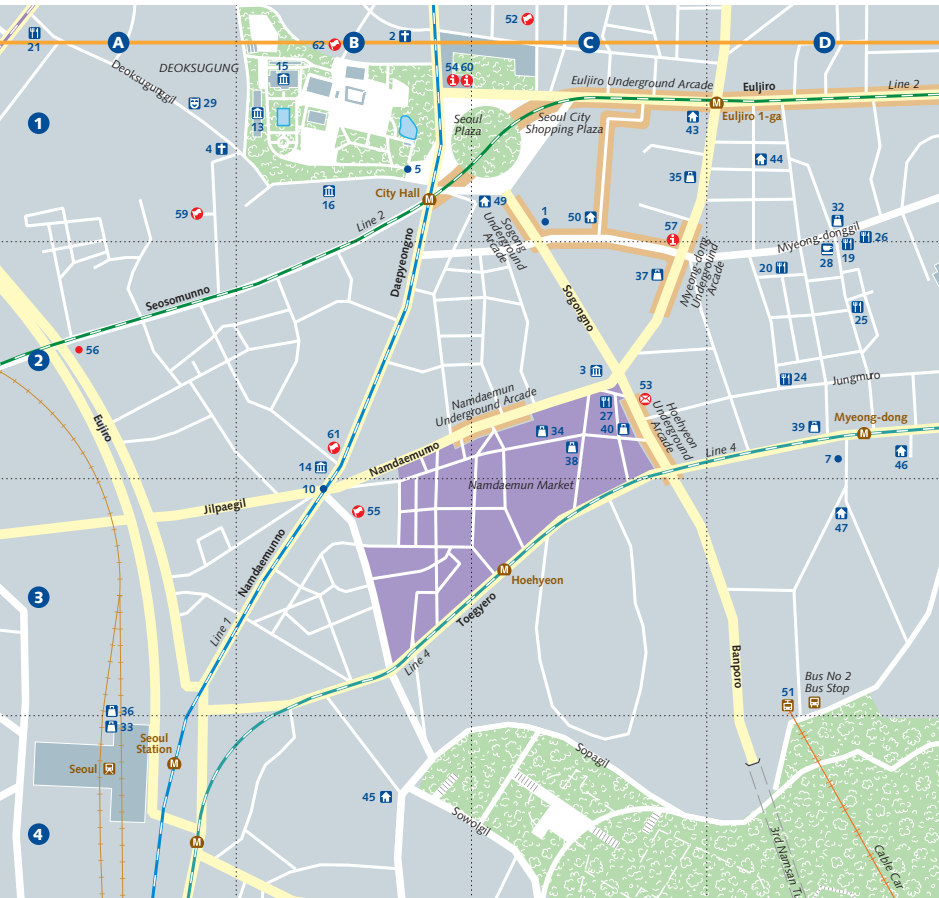 52
21
A
62
B
2
C
D
DEOKSUGUNG
15
54 60
Deoksugunggil
29
Euljiro Underground Arcade
Euljiro
Line 2
M
Euljiro 1-ga
1
13
Seoul
Plaza
Seoul City
Shopping Plaza
43
4
5
44
35
City Hall
M
16
49
59
Line 2
1
50
57
32
Myeong-donggil
26
19
28
Sogong
Underground
Arcade
Daepyeongno
37
Myeong-dong
Underground
Arcade
20
Seosomunno
Sogongno
25
56
2
3
53
24
Jungmuro
Namdaemun
Underground Arcade
27
40
Hoehyeon
Underground
Arcade
Myeong-dong
M
39
Eujiro
61
34
38
Line 4
7
46
14
Namdaemumo
10
Namdaemun Market
Jilpaegil
55
47
Namdaemunno
M
Hoehyeon
3
Toegyero
Line 1
Line 4
Banporo
Bus No 2
Bus Stop
51
36
33
Seoul
Station
M
Seoul
Sopagil
45
Sowolgil
4
M
3rd Namsan Tu
Cable Car